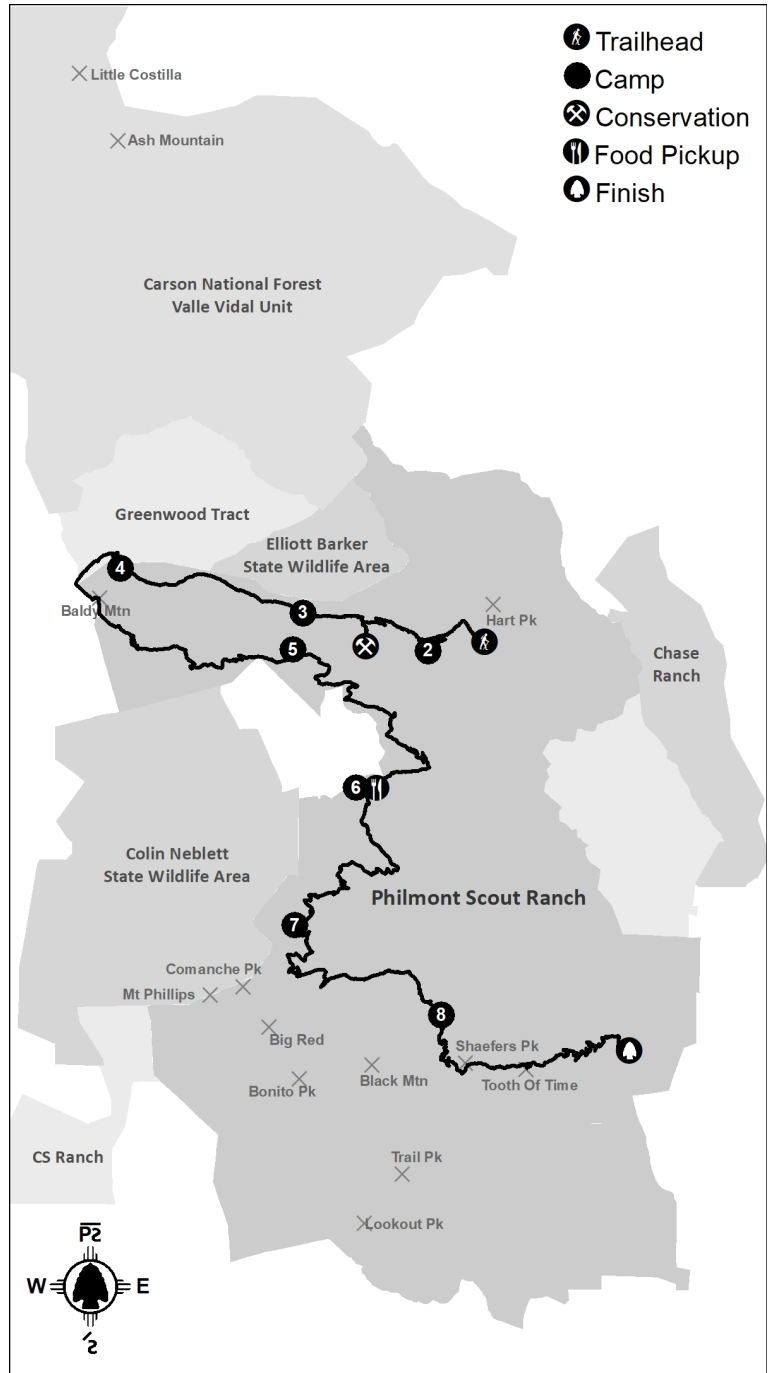 Trailhead
Camp
Conservation
Food Pickup
Finish
Little Costilla
Ash Mountain
Carson National Forest
Valle Vidal Unit
Greenwood Tract
Elliott Barker
State Wildlife Area
4
Baldy Mtn
3
Hart Pk
5
2
Chase
Ranch
6
Colin Neblett
State Wildlife Area
Philmont Scout Ranch
7
Comanche Pk
Mt Phillips
8
Big Red
Shaefers Pk
Black Mtn
Tooth Of Time
Bonito Pk
CS Ranch
Trail Pk
Lookout Pk
W
E